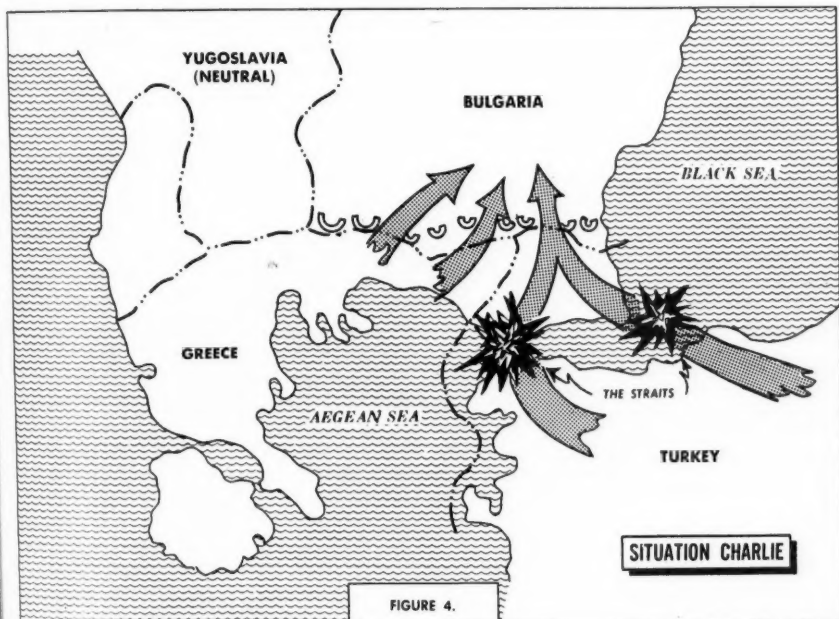 YUGOSLAVIA
(NEUTRAL)
BULGARIA
BLACK SEA
GREECE
AEGEAN SEA
THE STRAITS
TURKEY
SITUATION CHARLIE
FIGURE 4.